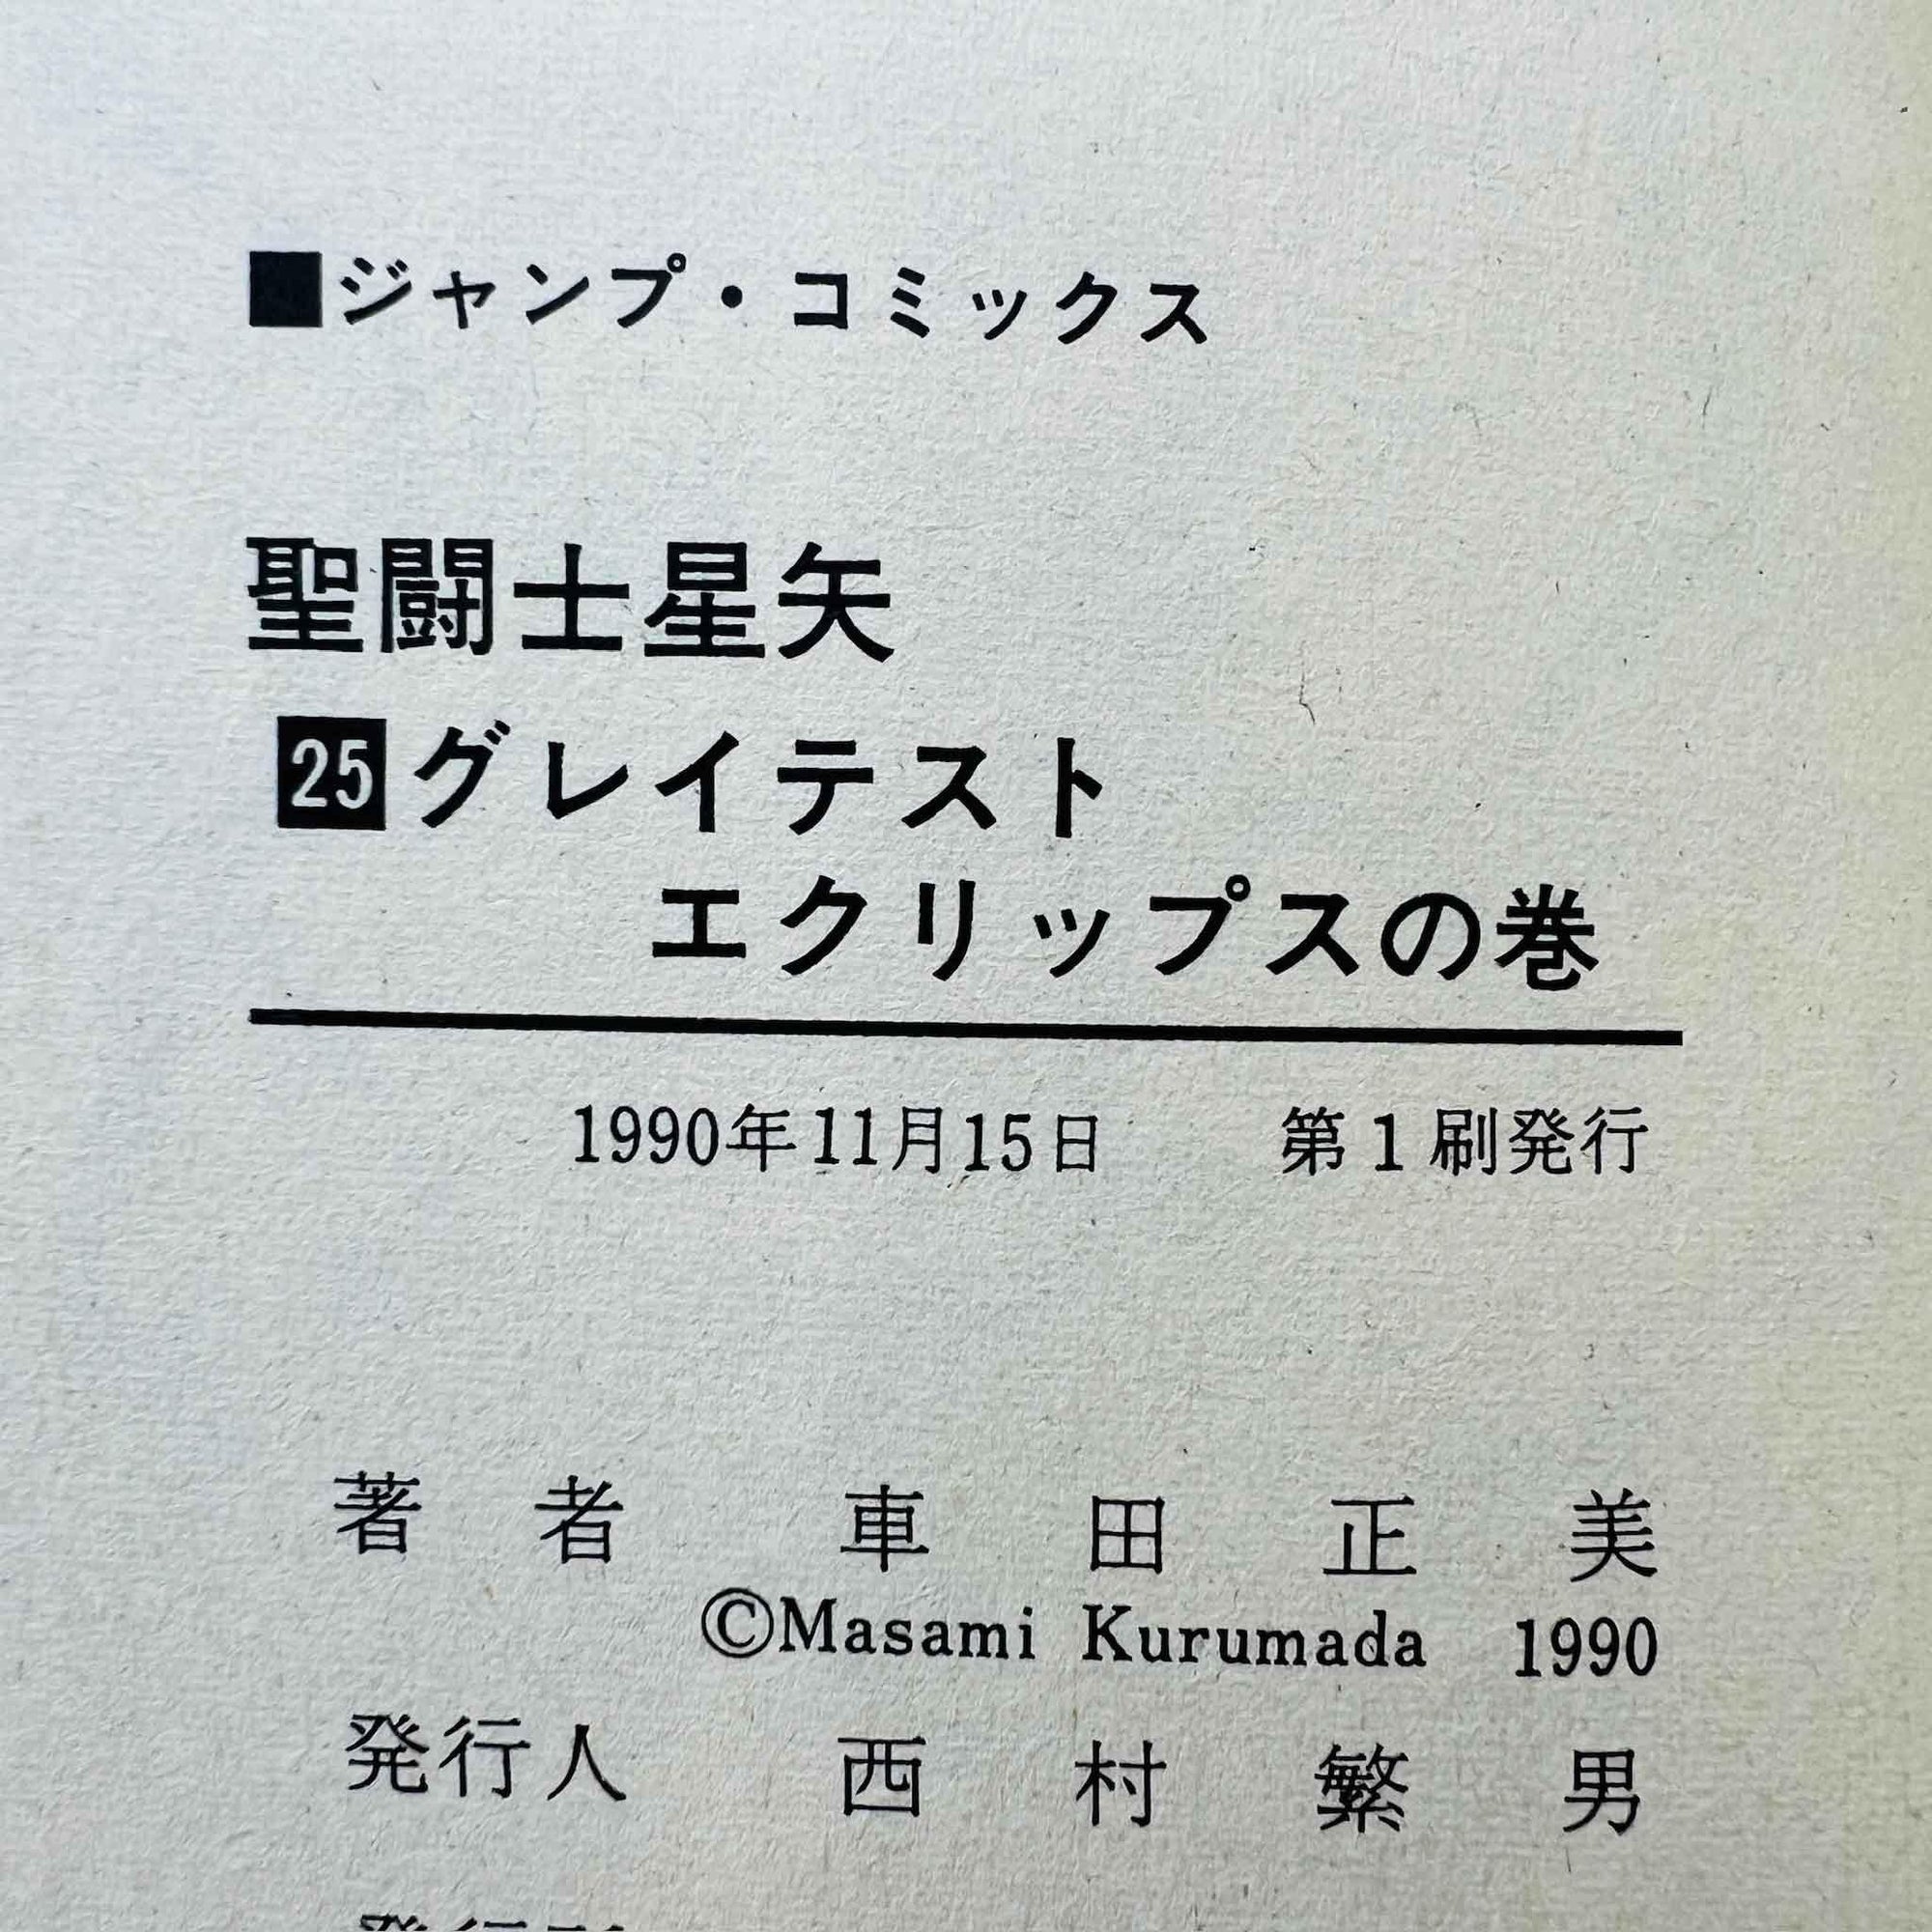 ■ジャンプ・コミックス
聖闘士星矢
25グレイテスト
エクリップスの巻
1990年11月15日 第1刷発行
著者 車田正美
©Masami Kurumada 1990
発行人 西村繁男